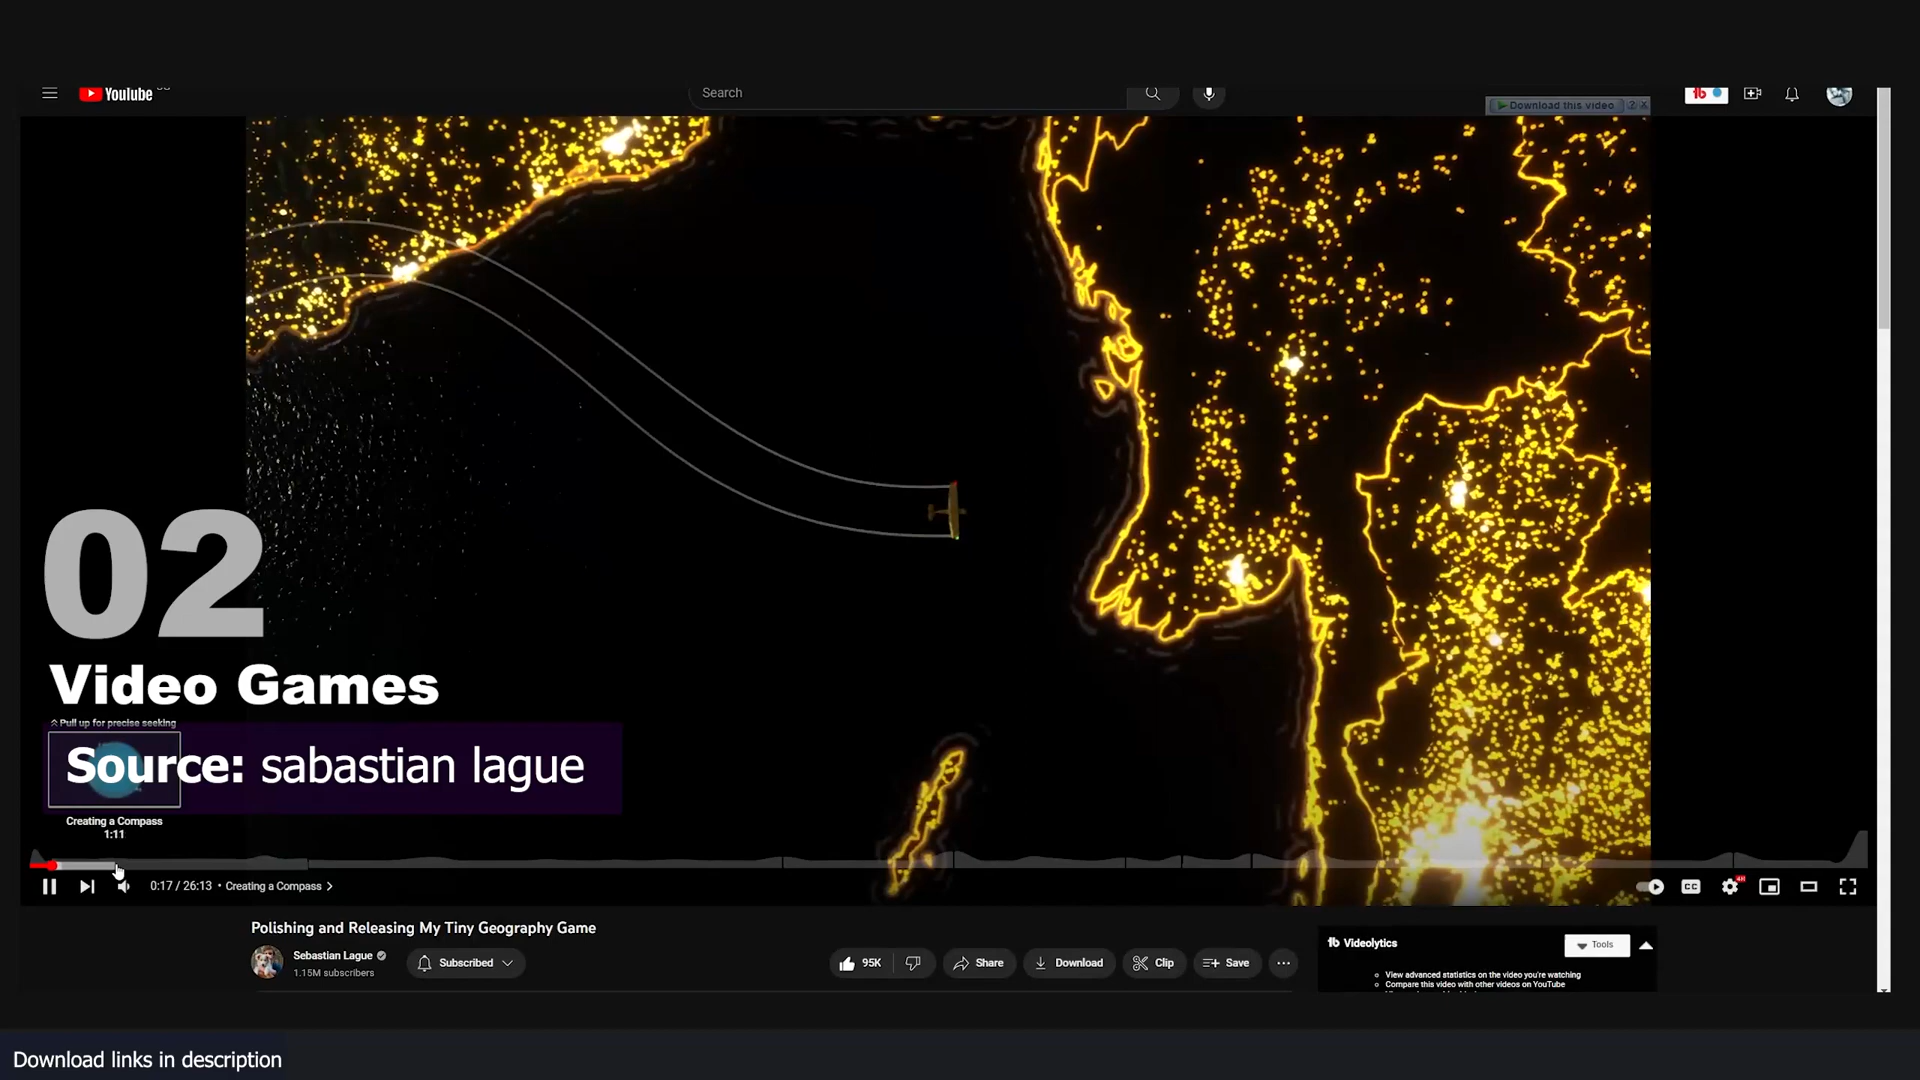 YouTube
Search
Download this video
02
Video Games
Pull up for precise seeking
Source: sabastian lague
Creating a Compass
1:11
0:17 / 26:13 • Creating a Compass
CC
Polishing and Releasing My Tiny Geography Game
Sebastian Lague
1.15M subscribers
Subscribed
95K
Share
Download
Clip
Save
Videolytics
Tools
View advanced statistics on the video you're watching
Compare this video with other videos on YouTube
Download links in description